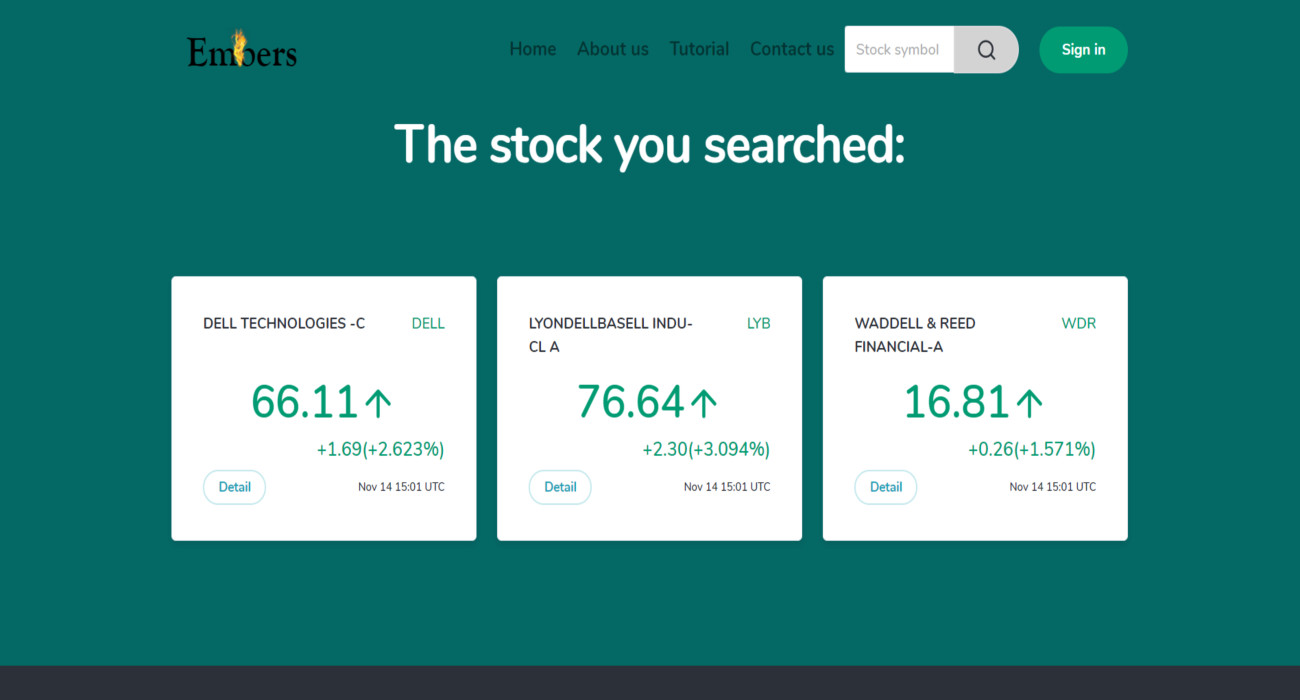 Embers
Home About us Tutorial Contact us Stock symbol Sign in
The stock you searched:
DELL TECHNOLOGIES -C DELL
66.11
+1.69(+2.623%)
Detail Nov 14 15:01 UTC
LYONDELLBASELL INDU- LYB
CL A
76.64
+2.30(+3.094%)
Detail Nov 14 15:01 UTC
WADDELL & REED WDR
FINANCIAL-A
16.81
+0.26(+1.571%)
Detail Nov 14 15:01 UTC